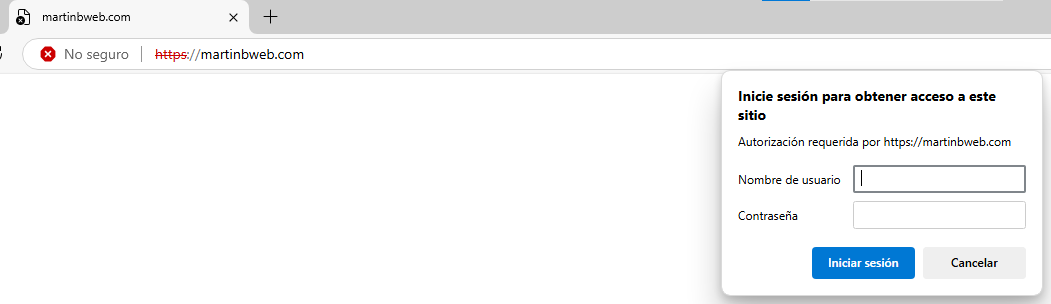 martinbweb.com
No seguro
https://martinbweb.com
Inicie sesión para obtener acceso a este
sitio
Autorización requerida por https://martinbweb.com
Nombre de usuario
Contraseña
Iniciar sesión
Cancelar